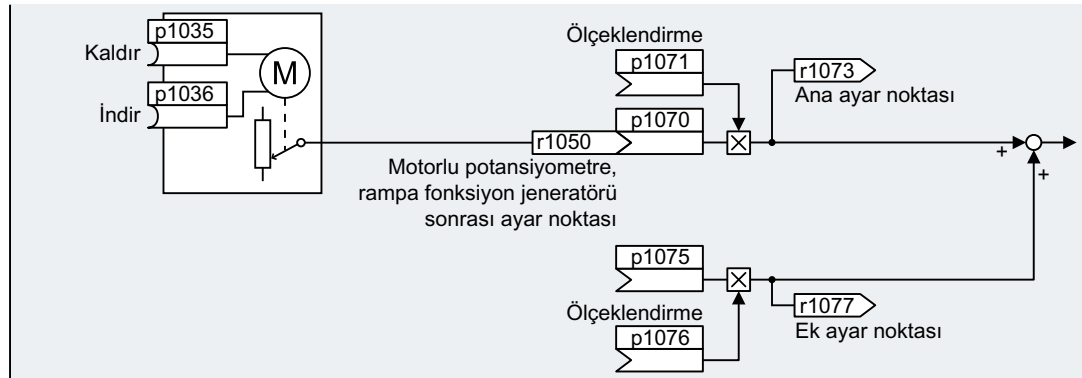 p1035
Kaldır
p1036
İndir
M
r1050
Motorlu potansiyometre,
rampa fonksiyon jeneratörü
sonrası ayar noktası
Ölçeklendirme
p1071
p1070
r1073
Ana ayar noktası
+
+
p1075
Ölçeklendirme
p1076
r1077
Ek ayar noktası